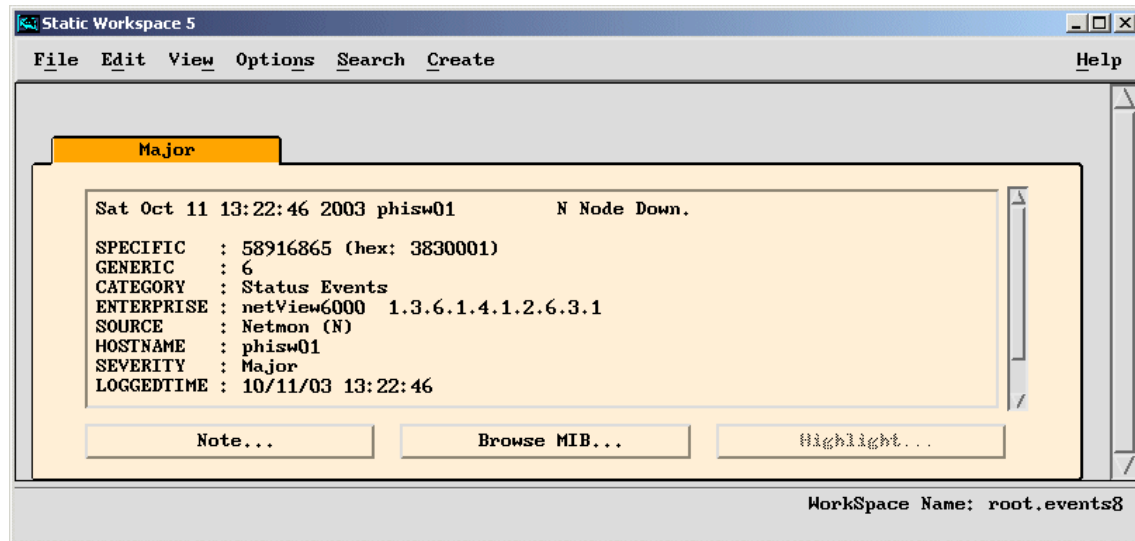 Static Workspace 5
File Edit View Options Search Create Help
Major
Sat Oct 11 13:22:46 2003 phisw01 N Node Down.
SPECIFIC : 58916865 (hex: 3830001)
GENERIC : 6
CATEGORY : Status Events
ENTERPRISE : netView6000 1.3.6.1.4.1.2.6.3.1
SOURCE : Netmon (N)
HOSTNAME : phisw01
SEVERITY : Major
LOGGEDTIME : 10/11/03 13:22:46
Note... Browse MIB... Highlight...
WorkSpace Name: root.events8